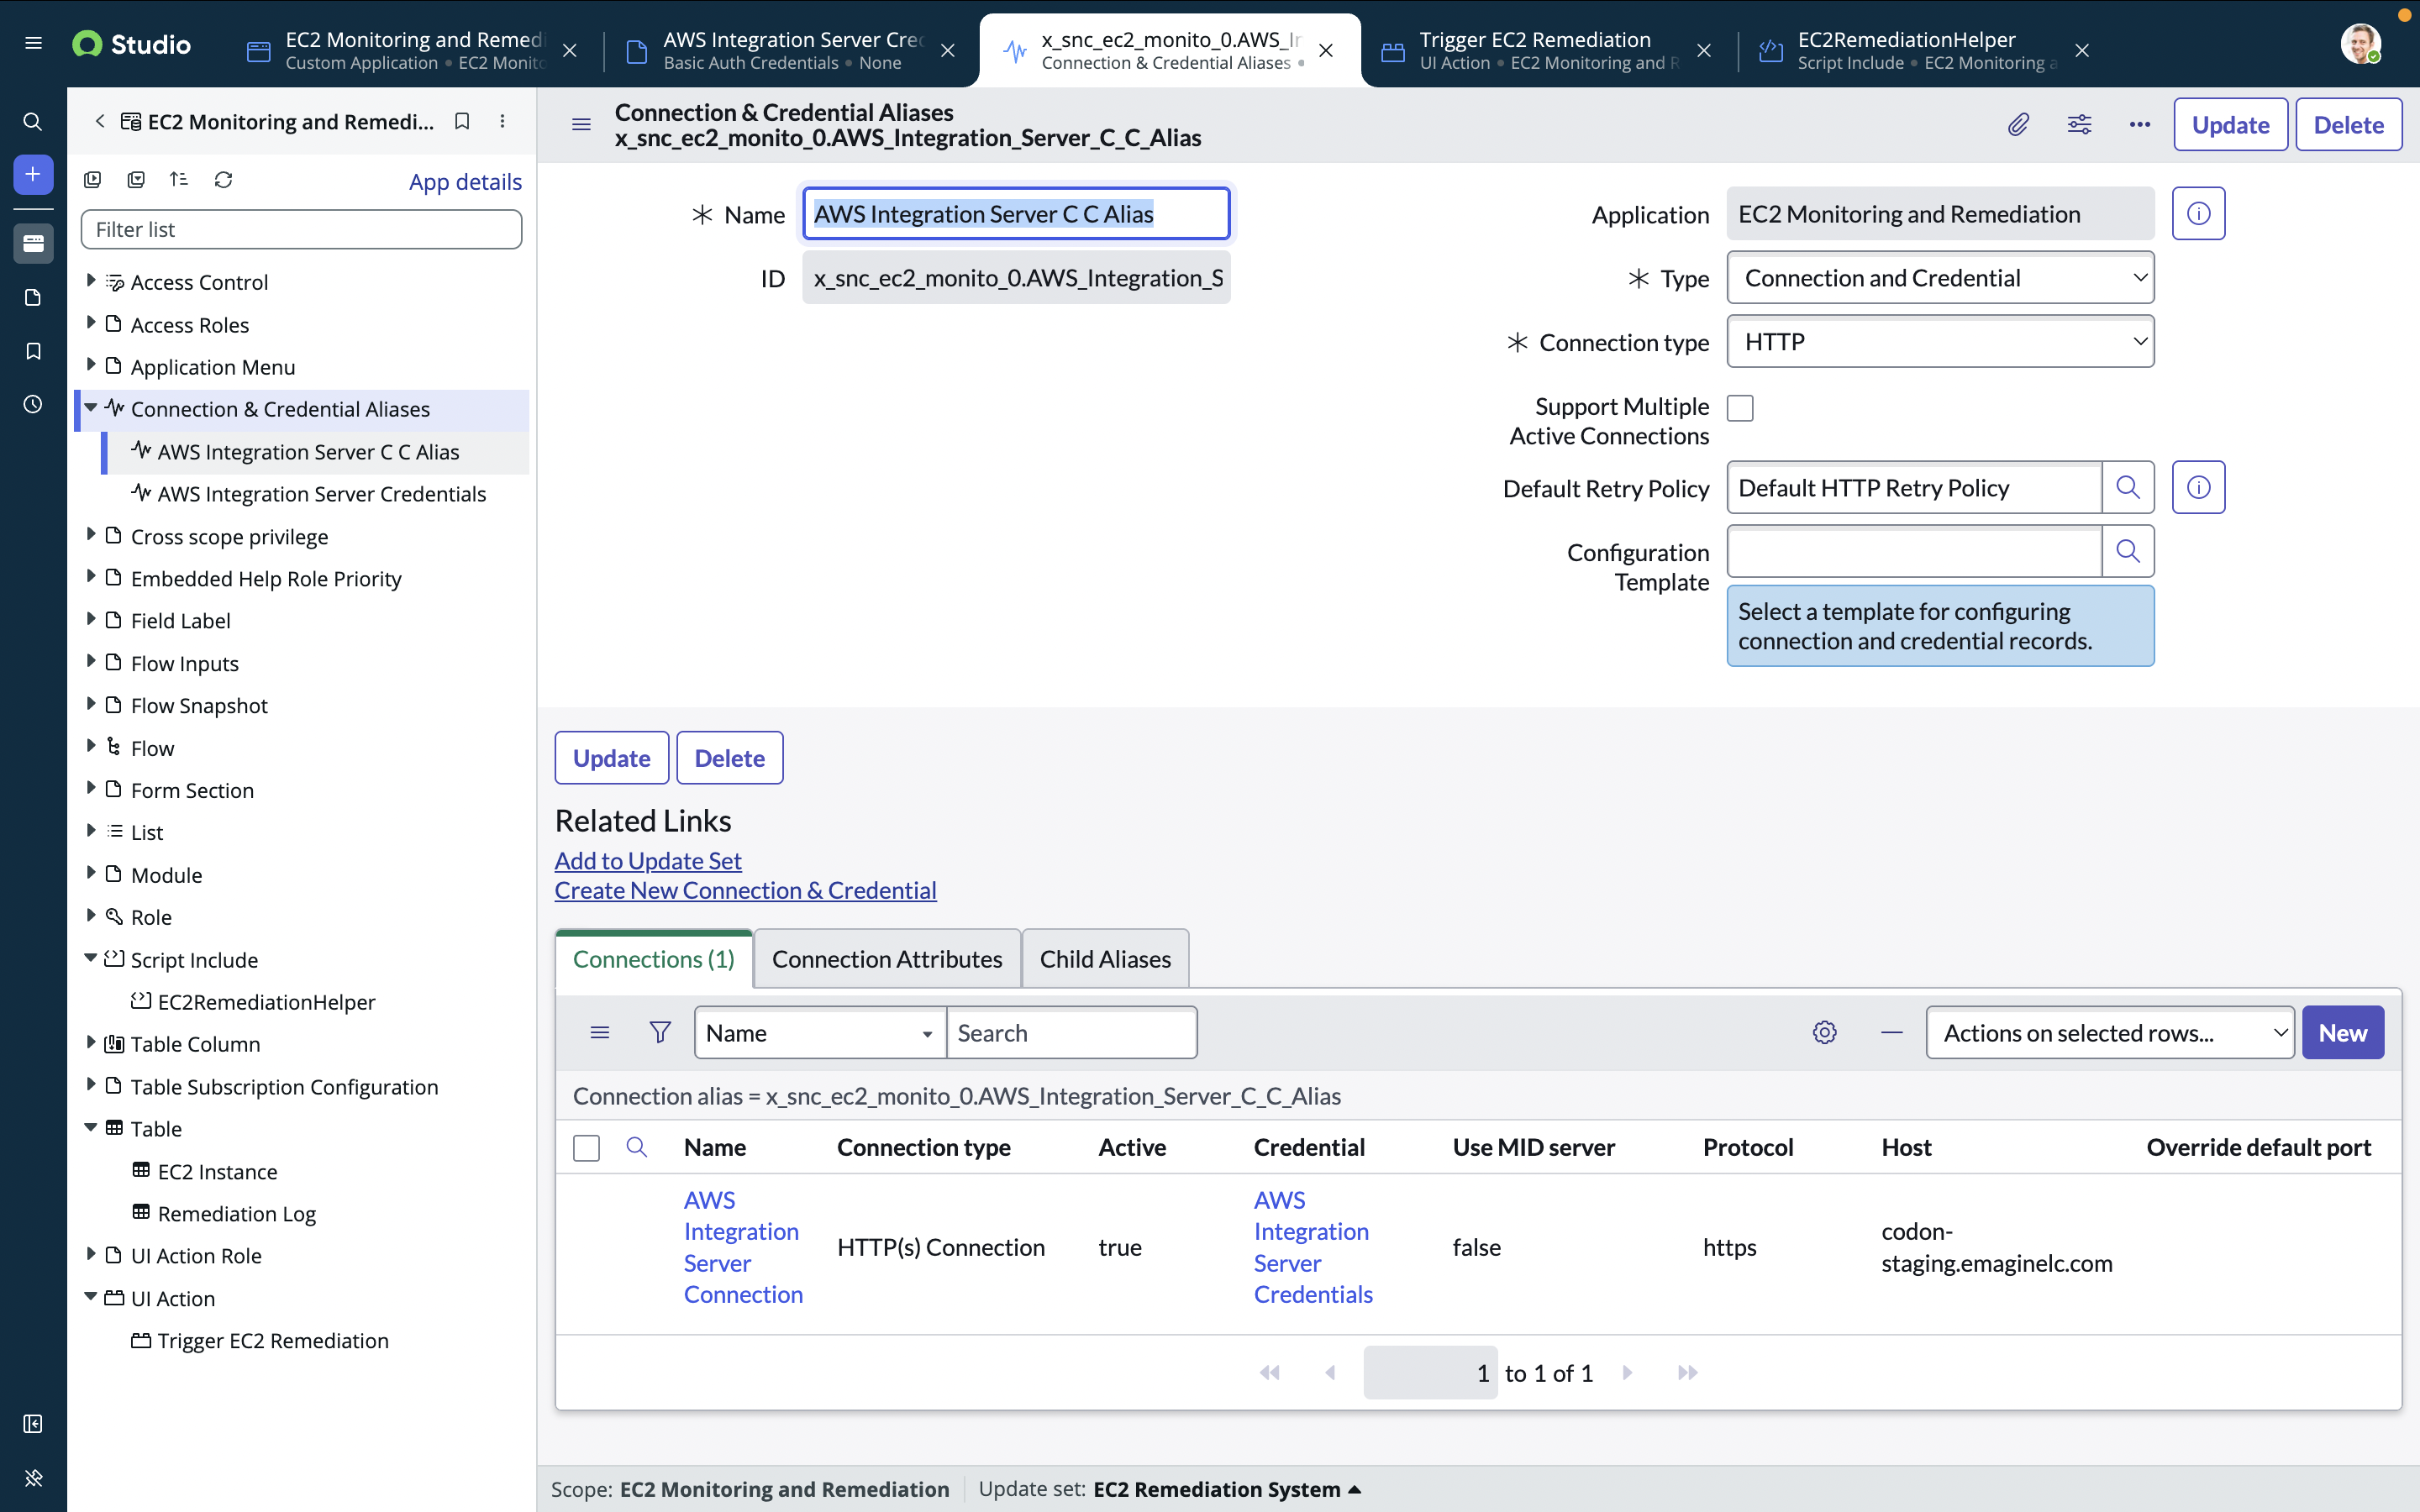 Studio
EC2 Monitoring and Remedi
Custom Application • EC2 Monito
AWS Integration Server Cre
Basic Auth Credentials • None
x_snc_ec2_monito_0.AWS_I
Connection & Credential Aliases •
Trigger EC2 Remediation
UI Action • EC2 Monitoring and R
EC2RemediationHelper
Script Include • EC2 Monitoring a
EC2 Monitoring and Remedi...
App details
Filter list
Access Control
Access Roles
Application Menu
Connection & Credential Aliases
AWS Integration Server C C Alias
AWS Integration Server Credentials
Cross scope privilege
Embedded Help Role Priority
Field Label
Flow Inputs
Flow Snapshot
Flow
Form Section
List
Module
Role
Script Include
EC2RemediationHelper
Table Column
Table Subscription Configuration
Table
EC2 Instance
Remediation Log
UI Action Role
UI Action
Trigger EC2 Remediation
Connection & Credential Aliases
x_snc_ec2_monito_0.AWS_Integration_Server_C_C_Alias
Update
Delete
Name
AWS Integration Server C C Alias
ID
x_snc_ec2_monito_0.AWS_Integration_S
Application
EC2 Monitoring and Remediation
Type
Connection and Credential
Connection type
HTTP
Support Multiple
Active Connections
Default Retry Policy
Default HTTP Retry Policy
Configuration
Template
Select a template for configuring
connection and credential records.
Update
Delete
Related Links
Add to Update Set
Create New Connection & Credential
Connections (1)
Connection Attributes
Child Aliases
Name
Search
Actions on selected rows...
New
Connection alias = x_snc_ec2_monito_0.AWS_Integration_Server_C_C_Alias
Name
Connection type
Active
Credential
Use MID server
Protocol
Host
Override default port
AWS
Integration
Server
Connection
HTTP(s) Connection
true
AWS
Integration
Server
Credentials
false
https
codon-
staging.emaginelc.com
1 to 1 of 1
Scope: EC2 Monitoring and Remediation
Update set: EC2 Remediation System